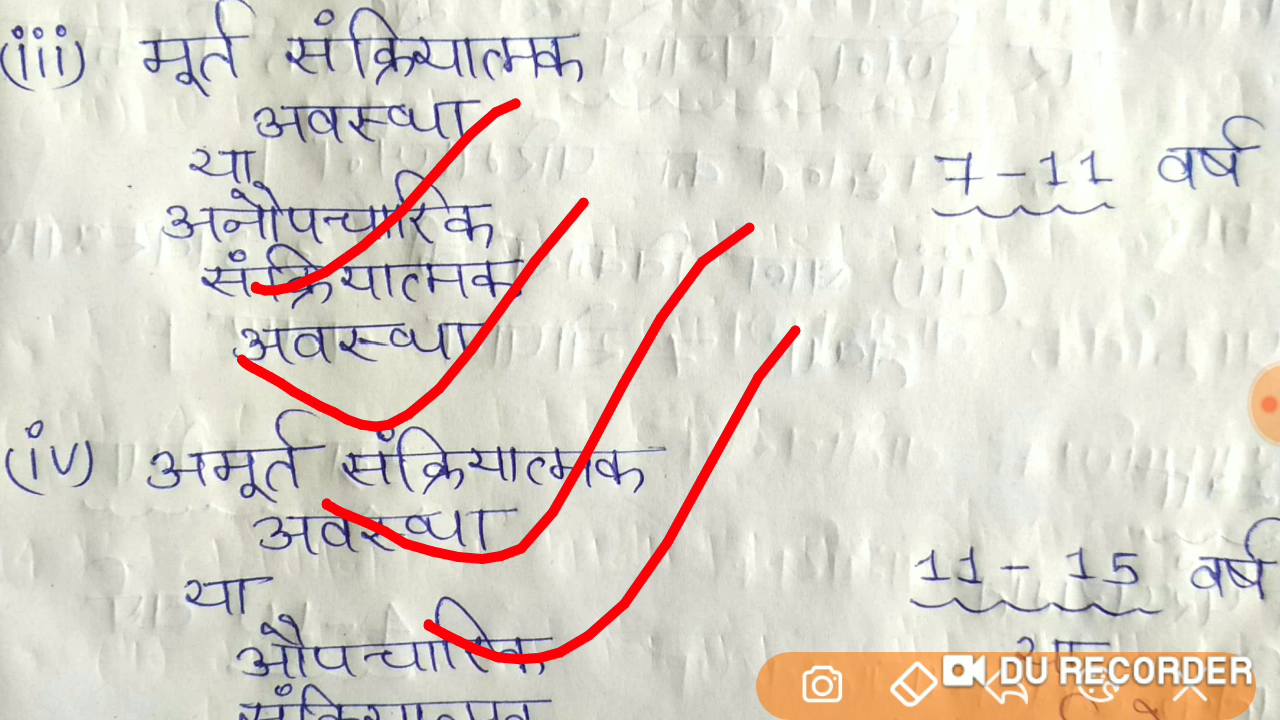 (iii) मूर्त संक्रियात्मक
अवस्था
या
7-11 वर्ष
अनौपचारिक
संक्रियात्मक
अवस्था
(iv) अमूर्त संक्रियात्मक
अवस्था
11 - 15 वर्ष
या
औपचारिक
DU RECORDER
संक्रियात्मक